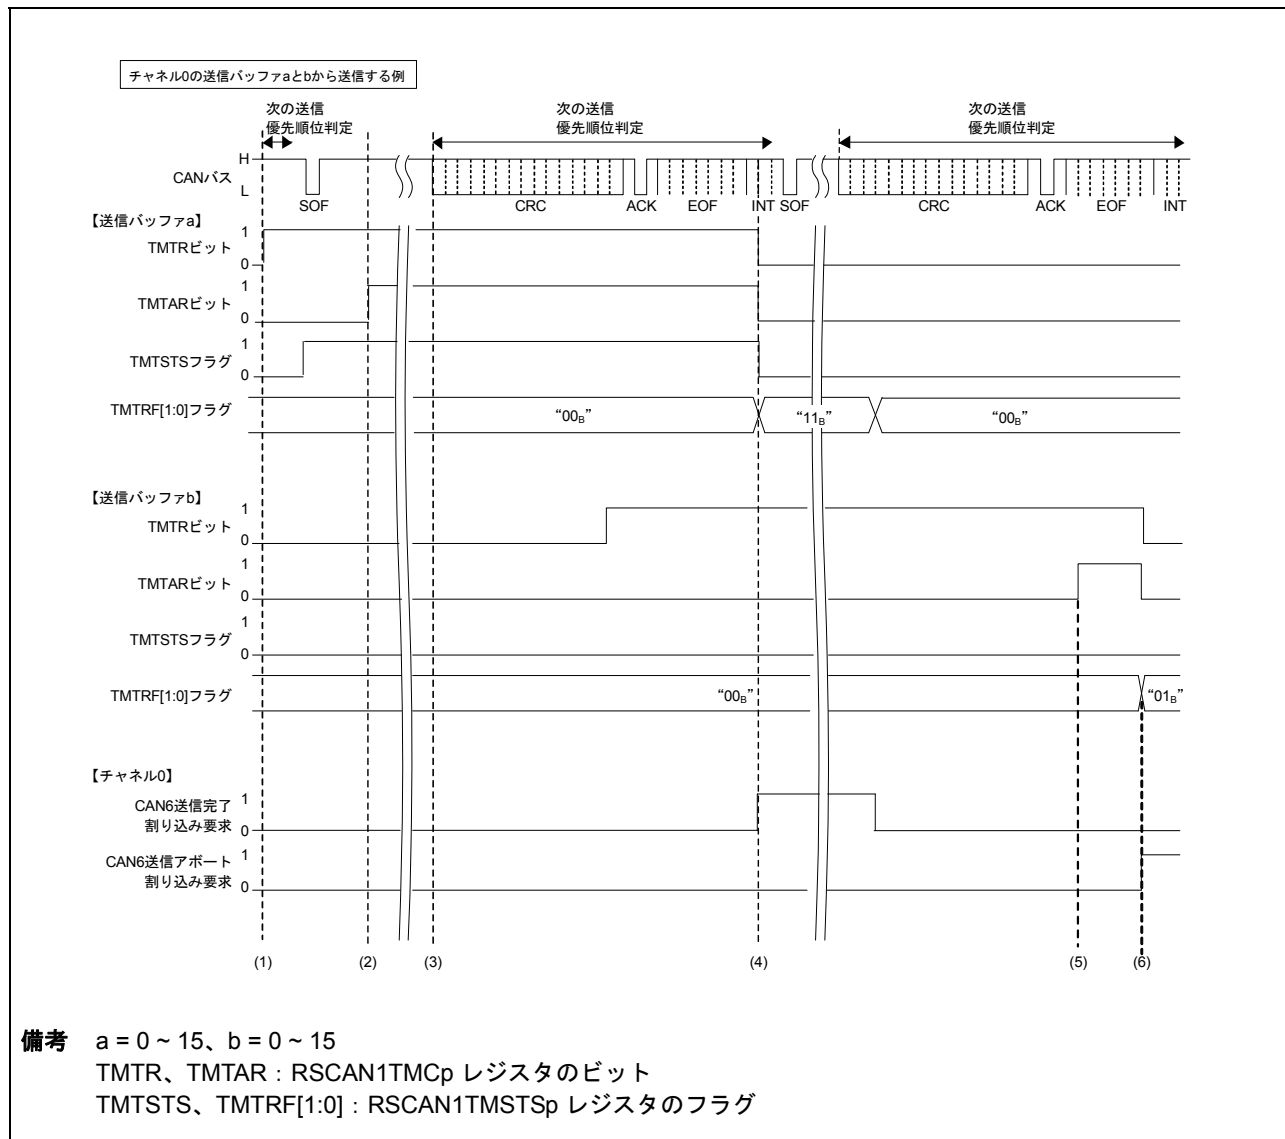 チャネル0の送信バッファaとbから送信する例
次の送信
優先順位判定
次の送信
優先順位判定
次の送信
優先順位判定
H
CANバス
L
SOF
CRC
ACK
EOF
INT
SOF
CRC
ACK
EOF
INT
【送信バッファa】
1
TMTRビット
0
1
TMTARビット
0
1
TMTSTSフラグ
0
TMTRF[1:0]フラグ
“00B”
“11B”
“00B”
【送信バッファb】
1
TMTRビット
0
1
TMTARビット
0
1
TMTSTSフラグ
0
TMTRF[1:0]フラグ
“00B”
“01B”
【チャネル0】
CAN6送信完了 1
割り込み要求 0
CAN6送信アボート 1
割り込み要求 0
(1)
(2)
(3)
(4)
(5)
(6)
備考 a = 0 ~ 15、b = 0 ~ 15
TMTR、TMTAR : RSCAN1TMCp レジスタのビット
TMTSTS、TMTRF[1:0] : RSCAN1TMSTSp レジスタのフラグ